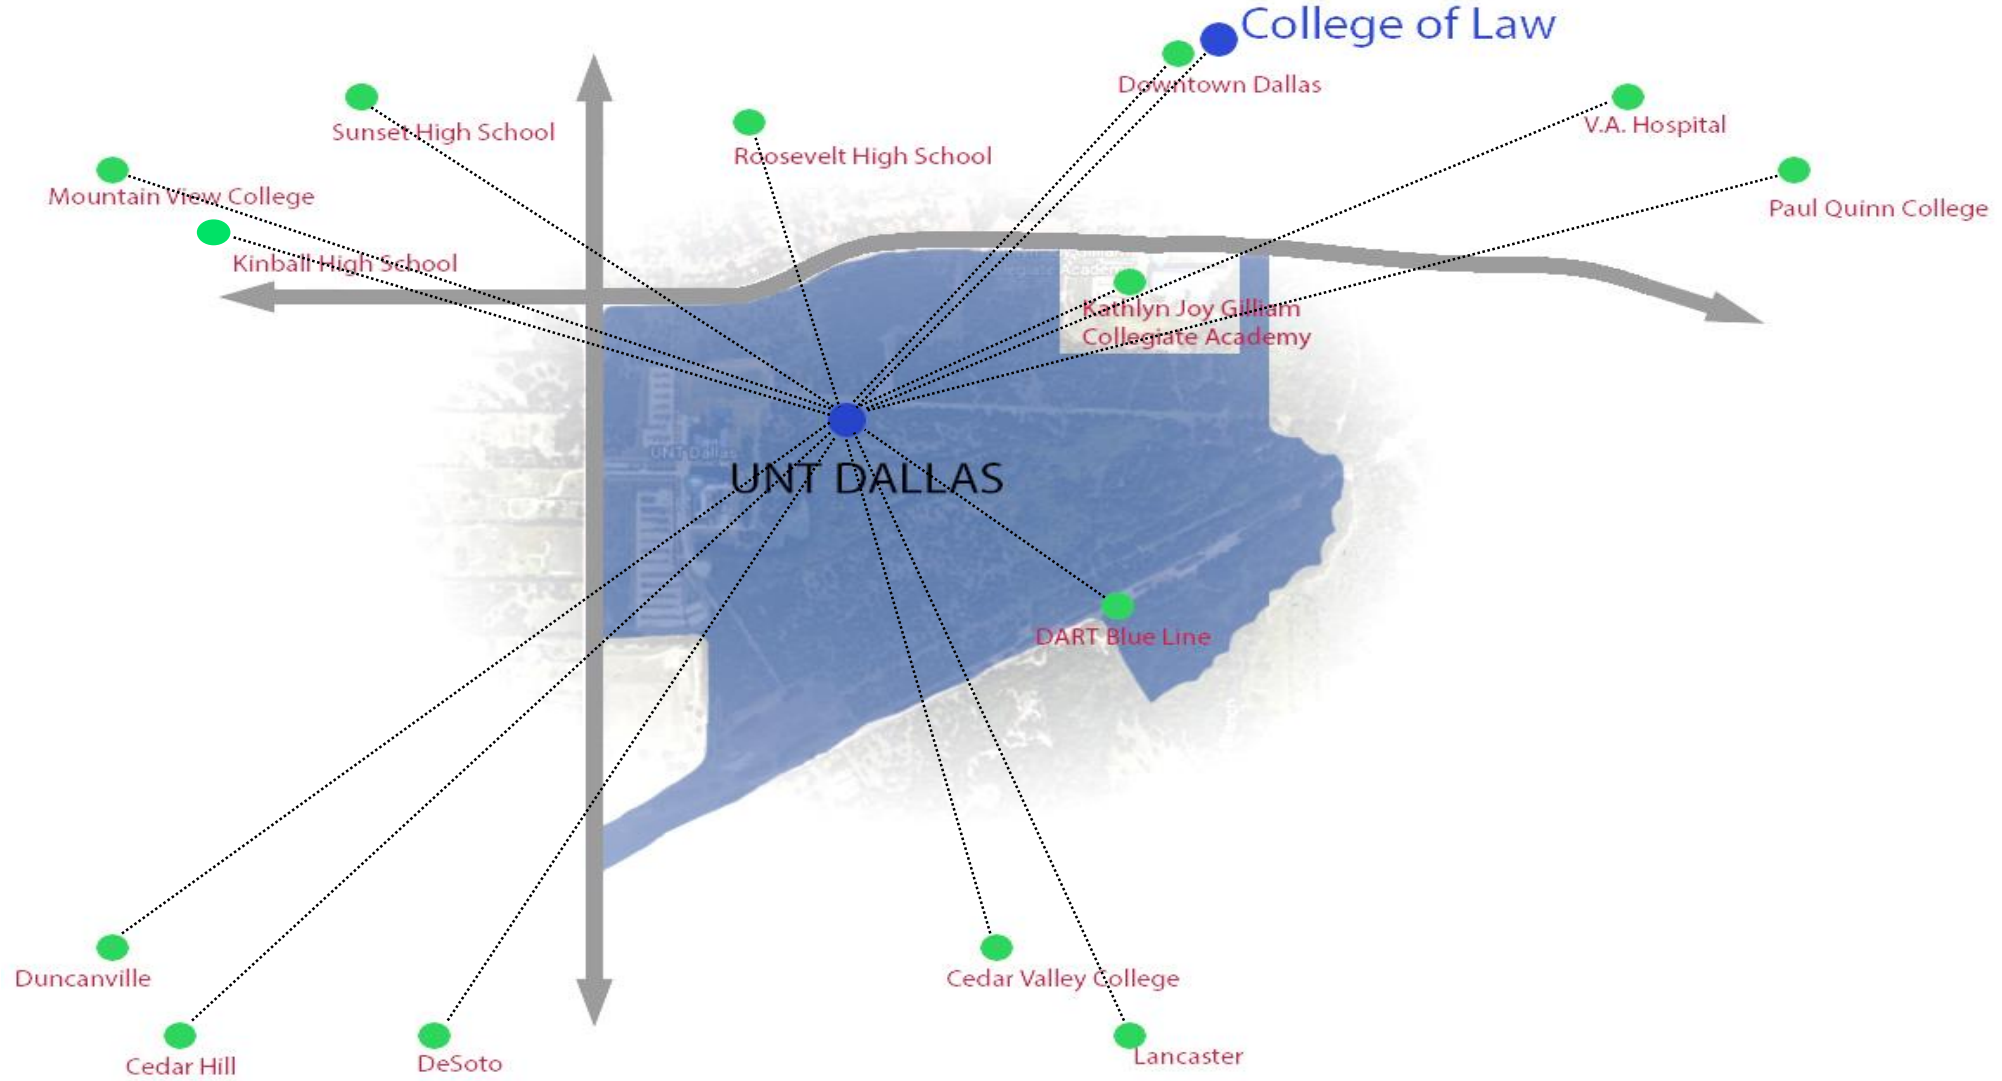 College of Law
Downtown Dallas
Sunset High School
V.A. Hospital
Roosevelt High School
Mountain View College
Paul Quinn College
Kinball High School
Kathlyn Joy Gilliam
Collegiate Academy
UNT Dallas
UNT DALLAS
DART Blue Line
Duncanville
Cedar Valley College
Cedar Hill
DeSoto
Lancaster